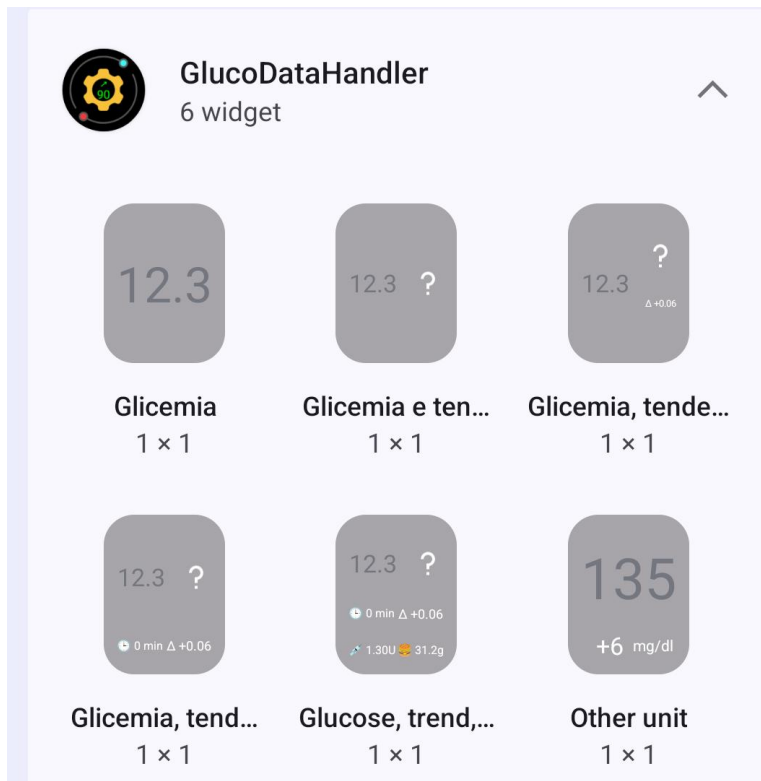 GlucoDataHandler
6 widget
90
12.3
12.3 ?
12.3 ?
Δ +0.06
Glicemia
1 × 1
Glicemia e ten...
1 × 1
Glicemia, tende...
1 × 1
12.3 ?
0 min Δ +0.06
12.3 ?
0 min Δ +0.06
1.30U 31.2g
135
+6 mg/dl
Glicemia, tend...
1 × 1
Glucose, trend,...
1 × 1
Other unit
1 × 1